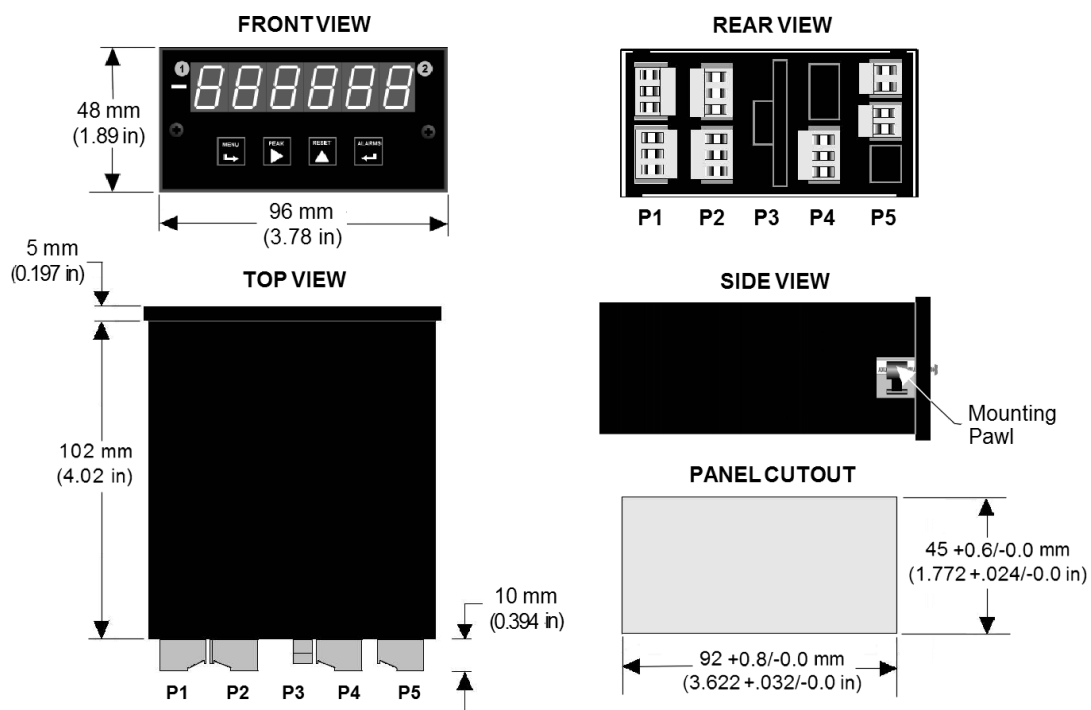 FRONT VIEW
1
2
888888
MENU
PEAK
RESET
ALARMS
48 mm
(1.89 in)
96 mm
(3.78 in)
REAR VIEW
P1 P2 P3 P4 P5
5 mm
(0.197 in)
TOP VIEW
102 mm
(4.02 in)
10 mm
(0.394 in)
P1 P2 P3 P4 P5
SIDE VIEW
Mounting
Pawl
PANEL CUTOUT
45 +0.6/-0.0 mm
(1.772 +.024/-0.0 in)
92 +0.8/-0.0 mm
(3.622 +.032/-0.0 in)